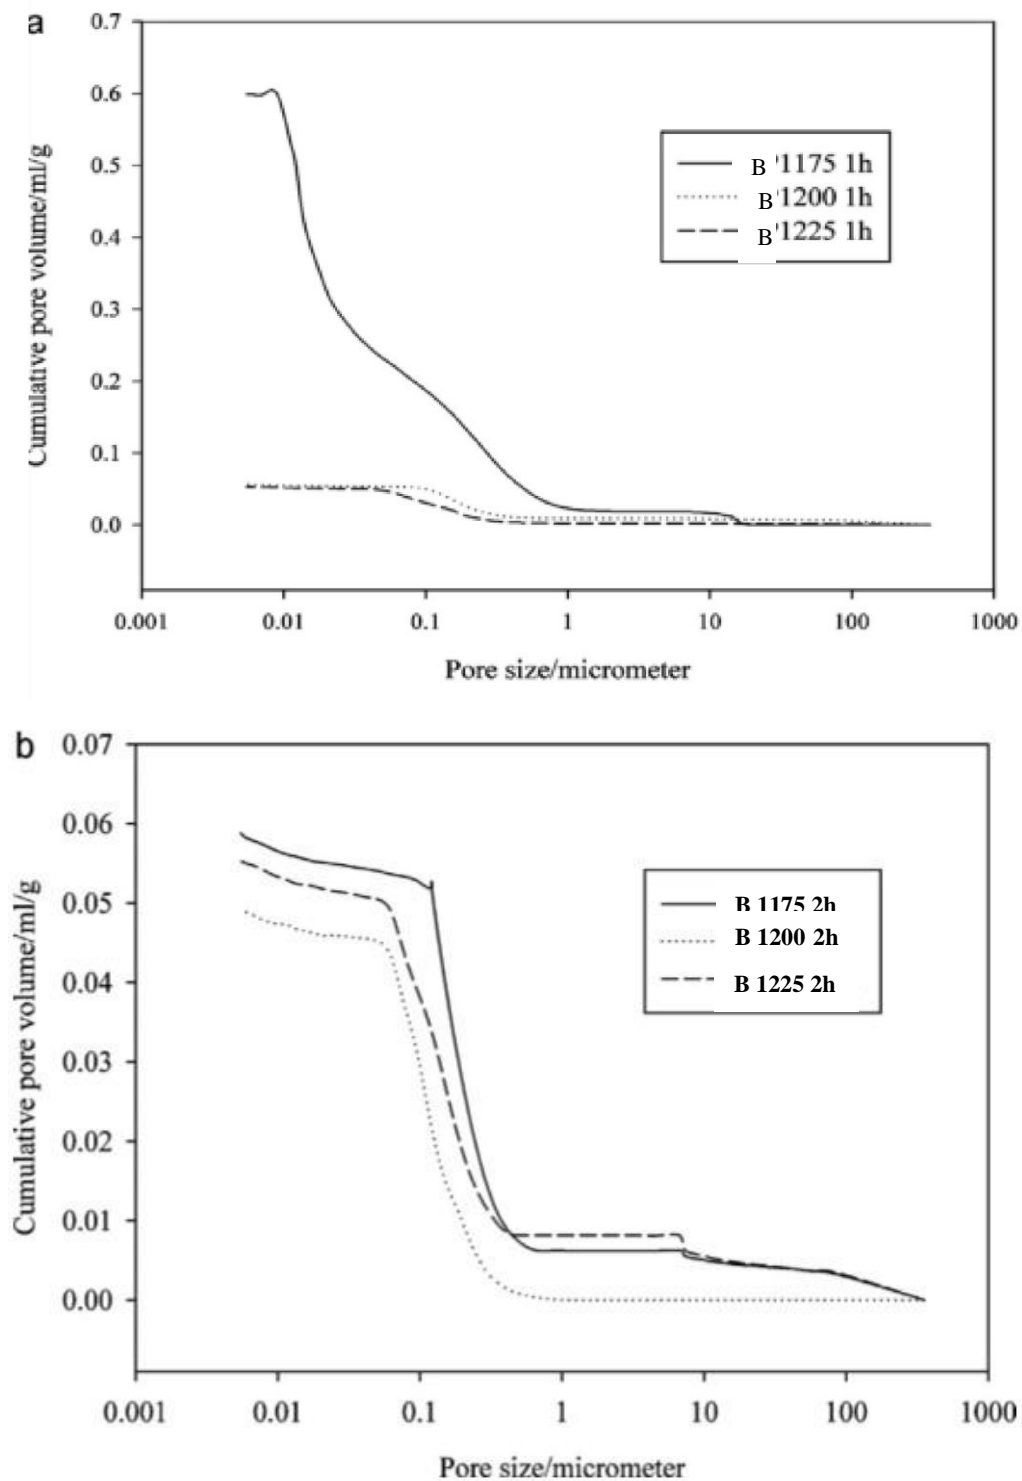 a
0.7
0.6
0.5
0.4
0.3
0.2
0.1
0.0
Cumulative pore volume/ml/g
B '1175 1h
B '1200 1h
B '1225 1h
0.001 0.01 0.1 1 10 100 1000
Pore size/micrometer
b
0.07
0.06
0.05
0.04
0.03
0.02
0.01
0.00
Cumulative pore volume/ml/g
B 1175 2h
B 1200 2h
B 1225 2h
0.001 0.01 0.1 1 10 100 1000
Pore size/micrometer